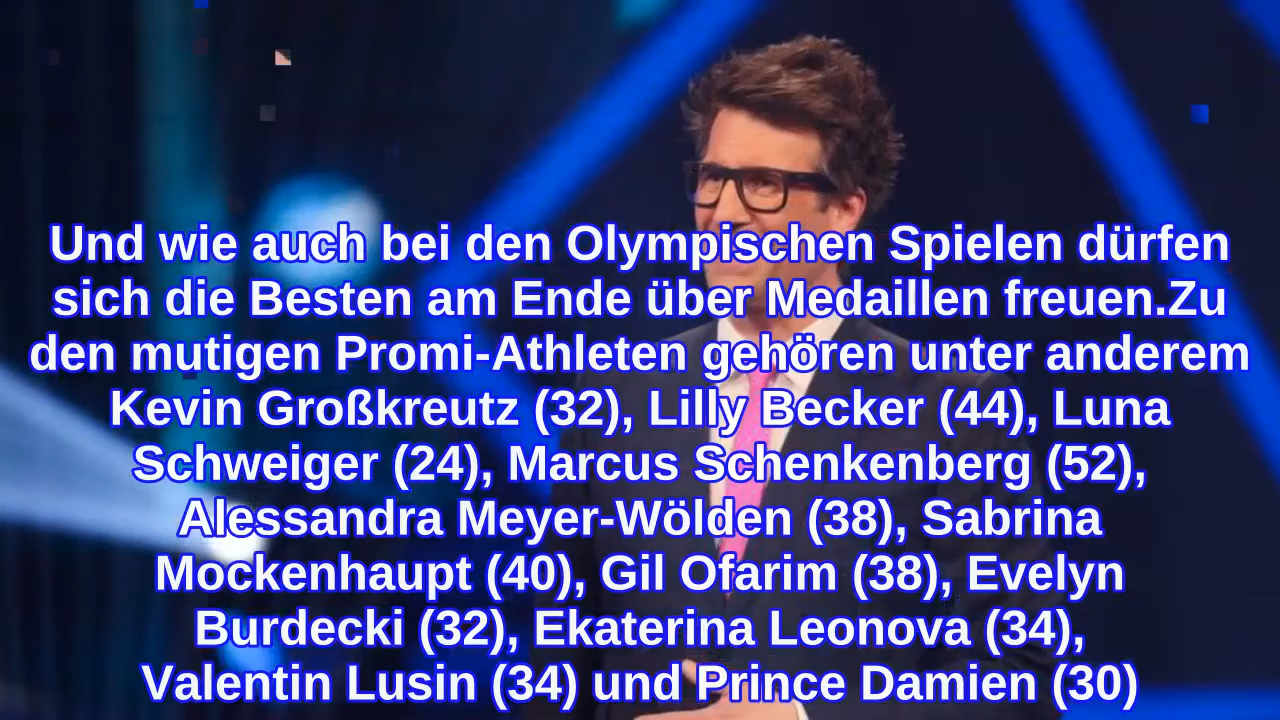 Und wie auch bei den Olympischen Spielen dürfen
sich die Besten am Ende über Medaillen freuen.Zu
den mutigen Promi-Athleten gehören unter anderem
Kevin Großkreutz (32), Lilly Becker (44), Luna
Schweiger (24), Marcus Schenkenberg (52),
Alessandra Meyer-Wölden (38), Sabrina
Mockenhaupt (40), Gil Ofarim (38), Evelyn
Burdecki (32), Ekaterina Leonova (34),
Valentin Lusin (34) und Prince Damien (30)